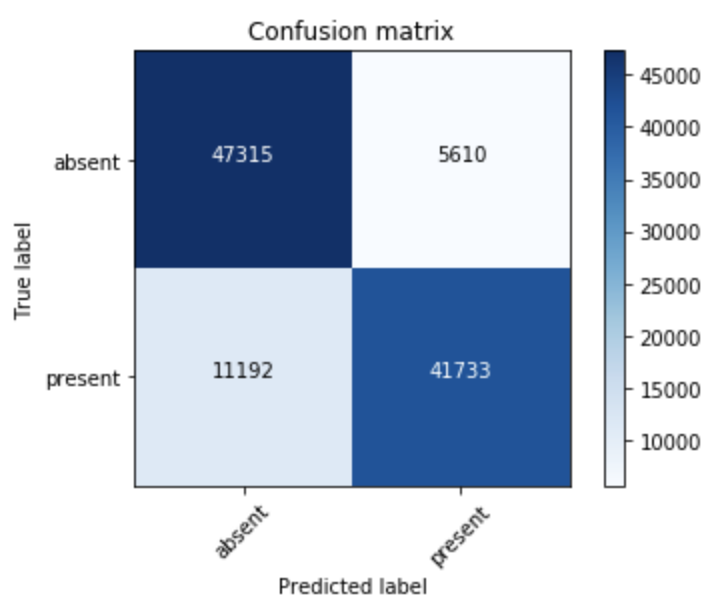 Confusion matrix
True label
absent
47315
5610
present
11192
41733
absent
present
Predicted label
45000
40000
35000
30000
25000
20000
15000
10000